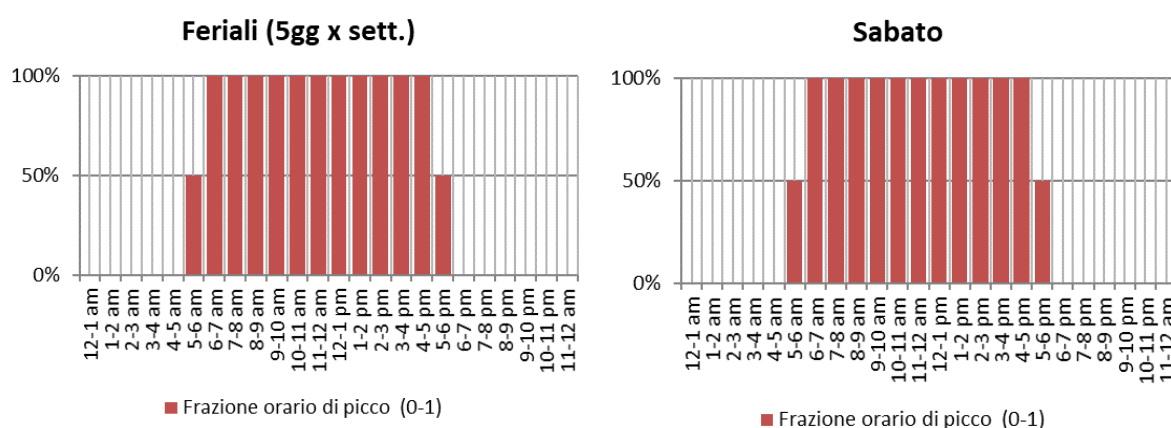 Feriali (5gg x sett.)
100%
50%
0%
12-1 am
1-2 am
2-3 am
3-4 am
4-5 am
5-6 am
6-7 am
7-8 am
8-9 am
9-10 am
10-11 am
11-12 am
12-1 pm
1-2 pm
2-3 pm
3-4 pm
4-5 pm
5-6 pm
6-7 pm
7-8 pm
8-9 pm
9-10 pm
10-11 pm
11-12 am
Frazione orario di picco (0-1)
Sabato
100%
50%
0%
12-1 am
1-2 am
2-3 am
3-4 am
4-5 am
5-6 am
6-7 am
7-8 am
8-9 am
9-10 am
10-11 am
11-12 am
12-1 pm
1-2 pm
2-3 pm
3-4 pm
4-5 pm
5-6 pm
6-7 pm
7-8 pm
8-9 pm
9-10 pm
10-11 pm
11-12 am
Frazione orario di picco (0-1)